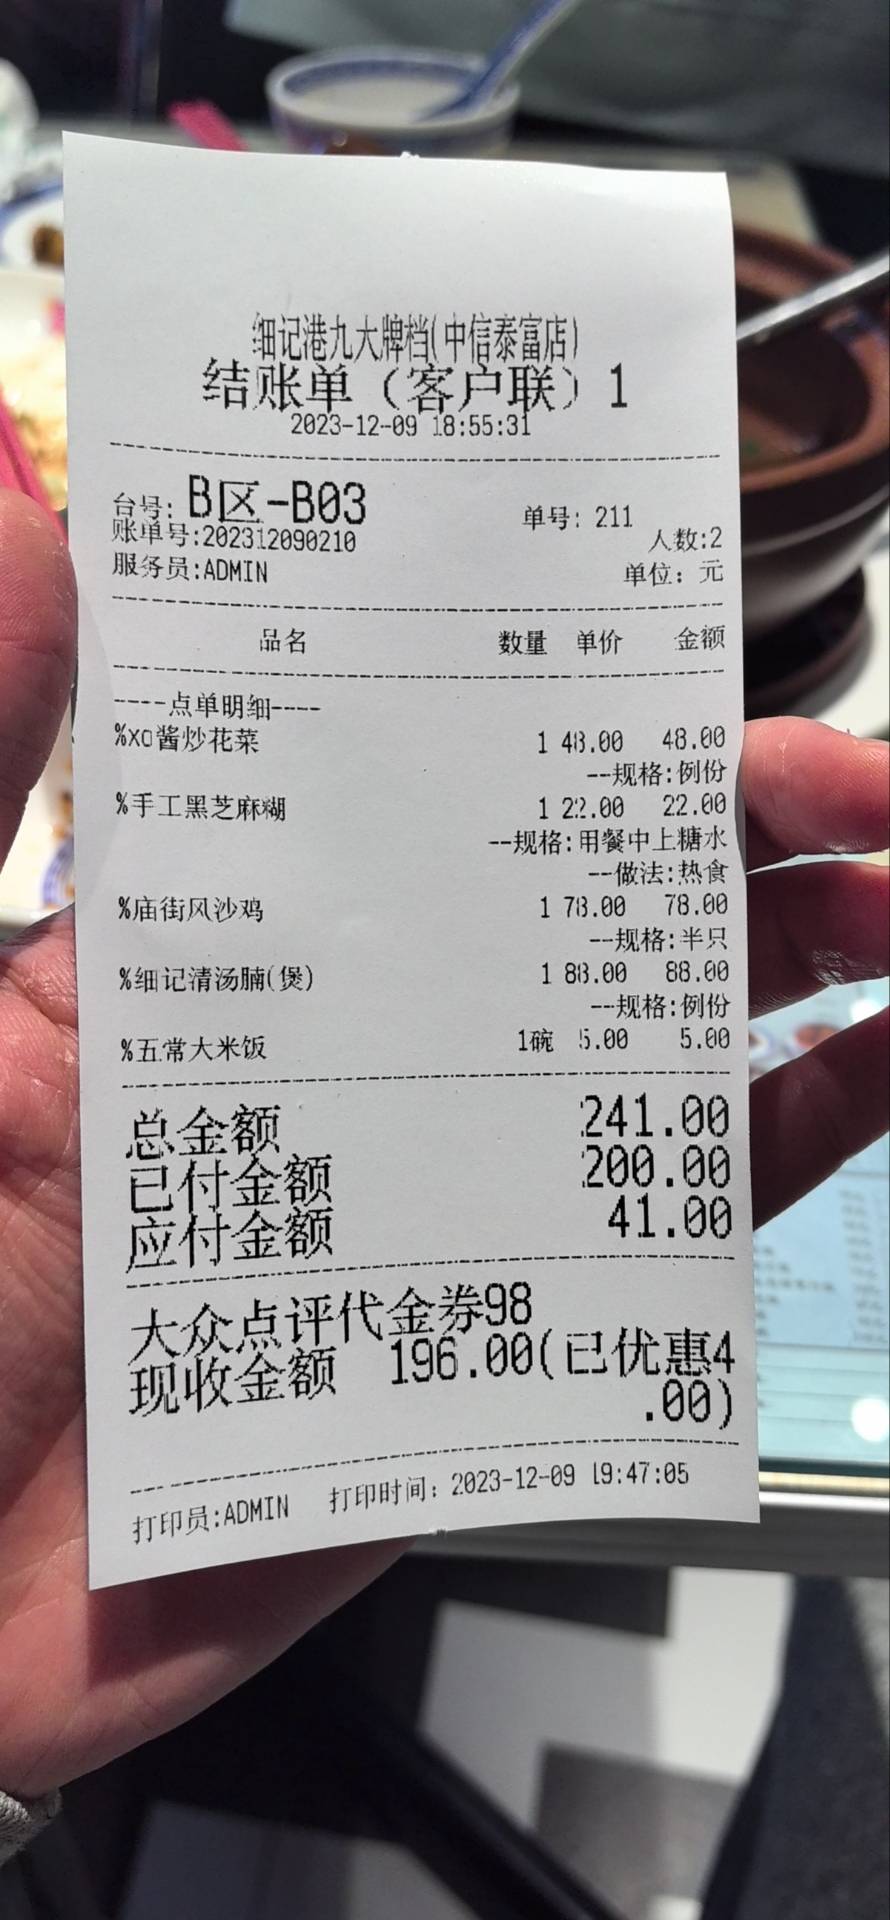 细记港九大牌档(中信泰富店)
结账单（客户联）1
2023-12-09 18:55:31
台号: B区-B03 单号: 211
账单号:202312090210 人数:2
服务员:ADMIN 单位: 元
品名 数量 单价 金额
----点单明细----
%xo酱炒花菜 1 48.00 48.00
--规格:例份
%手工黑芝麻糊 1 22.00 22.00
--规格:用餐中上糖水
--做法:热食
%庙街风沙鸡 1 78.00 78.00
--规格:半只
%细记清汤腩(煲) 1 88.00 88.00
--规格:例份
%五常大米饭 1碗 5.00 5.00
总金额 241.00
已付金额 200.00
应付金额 41.00
大众点评代金券98
现收金额 196.00(已优惠4
.00)
打印员:ADMIN 打印时间: 2023-12-09 19:47:05